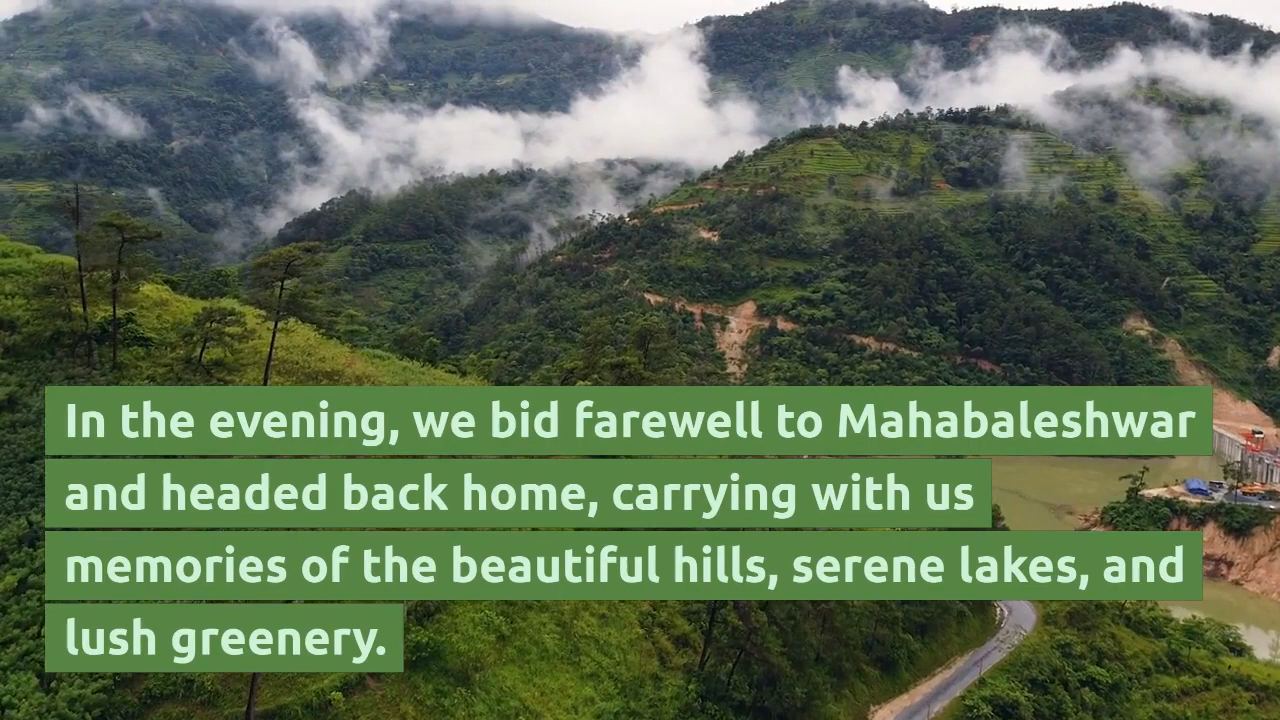 In the evening, we bid farewell to Mahabaleshwar
and headed back home, carrying with us
memories of the beautiful hills, serene lakes, and
lush greenery.